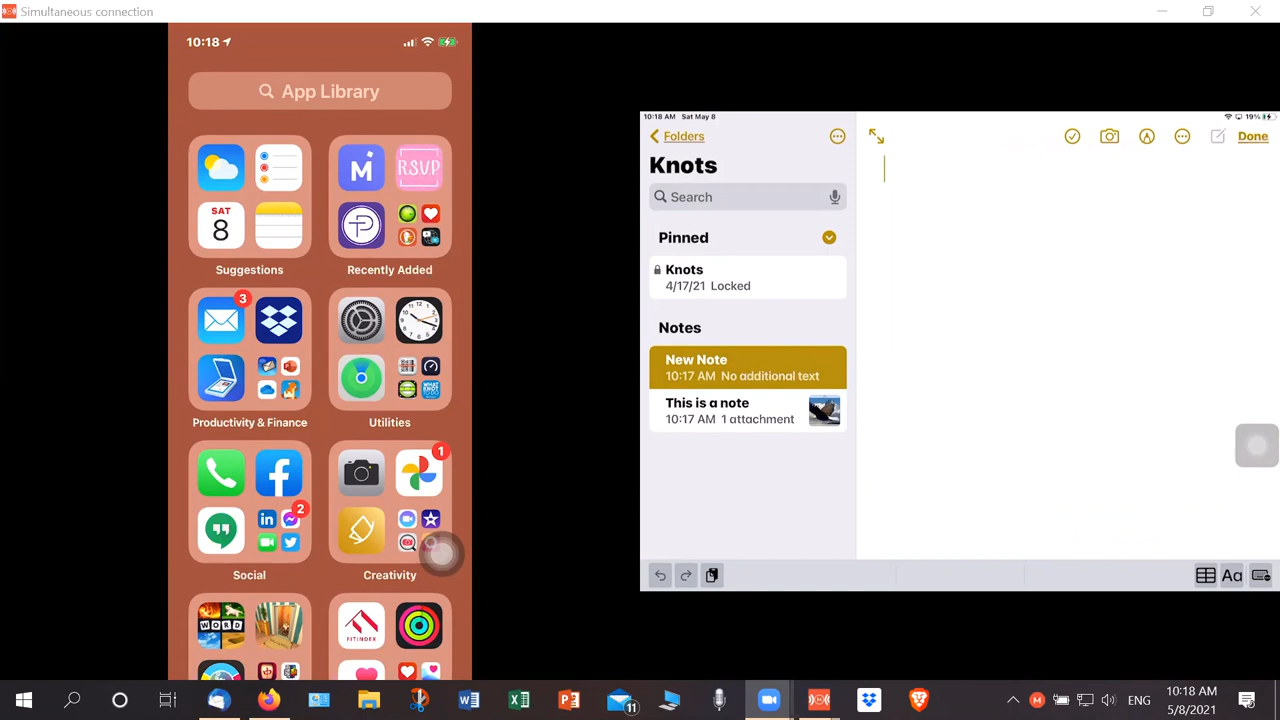 Simultaneous connection
10:18
App Library
SAT
8
RSVP
Suggestions
Recently Added
3
Productivity & Finance
Utilities
1
2
Social
Creativity
WORD
FITINDEX
10:18 AM Sat May 8
19%
Folders
Done
Knots
Search
Pinned
Knots
4/17/21 Locked
Notes
New Note
10:17 AM No additional text
This is a note
10:17 AM 1 attachment
Aa
11
ENG
10:18 AM
5/8/2021